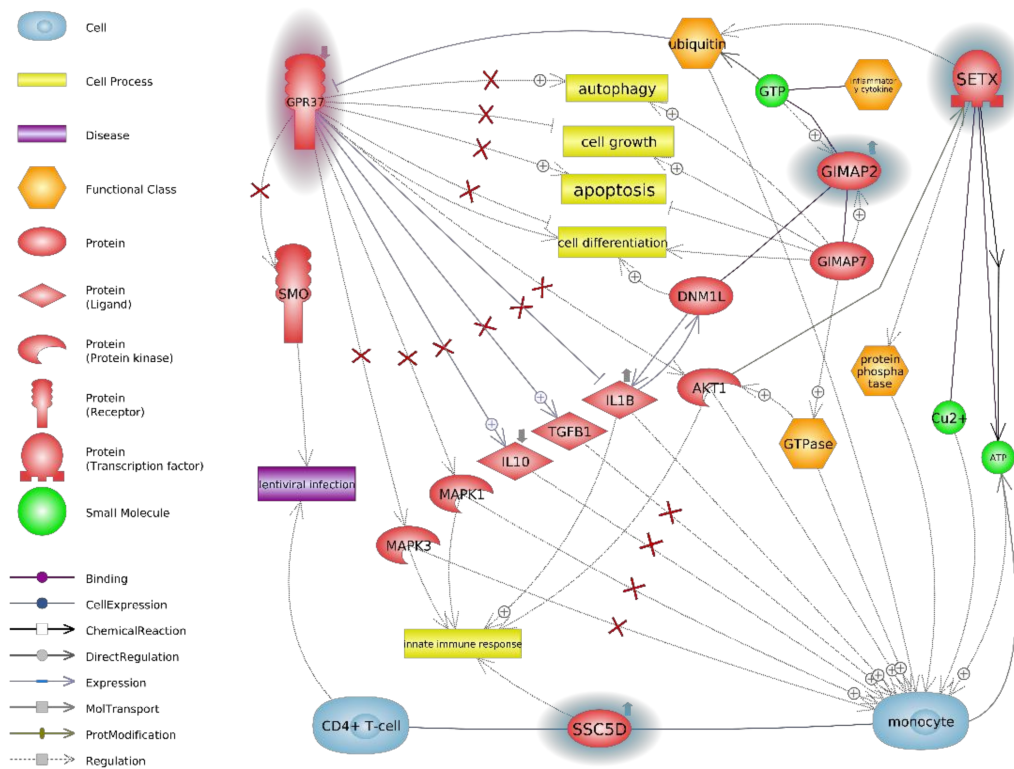 Cell
Cell Process
Disease
Functional Class
Protein
Protein
(Ligand)
Protein
(Protein kinase)
Protein
(Receptor)
Protein
(Transcription factor)
Small Molecule
Binding
CellExpression
ChemicalReaction
DirectRegulation
Expression
MolTransport
ProtModification
Regulation
GPR37
ubiquitin
GTP
inflammator
y cytokine
SETX
autophagy
cell growth
apoptosis
cell differentiation
GIMAP2
GIMAP7
SMO
DNM1L
protein
phospha
tase
IL1B
AKT1
TGFB1
Cu2+
GTPase
IL10
ATP
lentiviral infection
MAPK1
MAPK3
innate immune response
CD4+ T-cell
SSC5D
monocyte